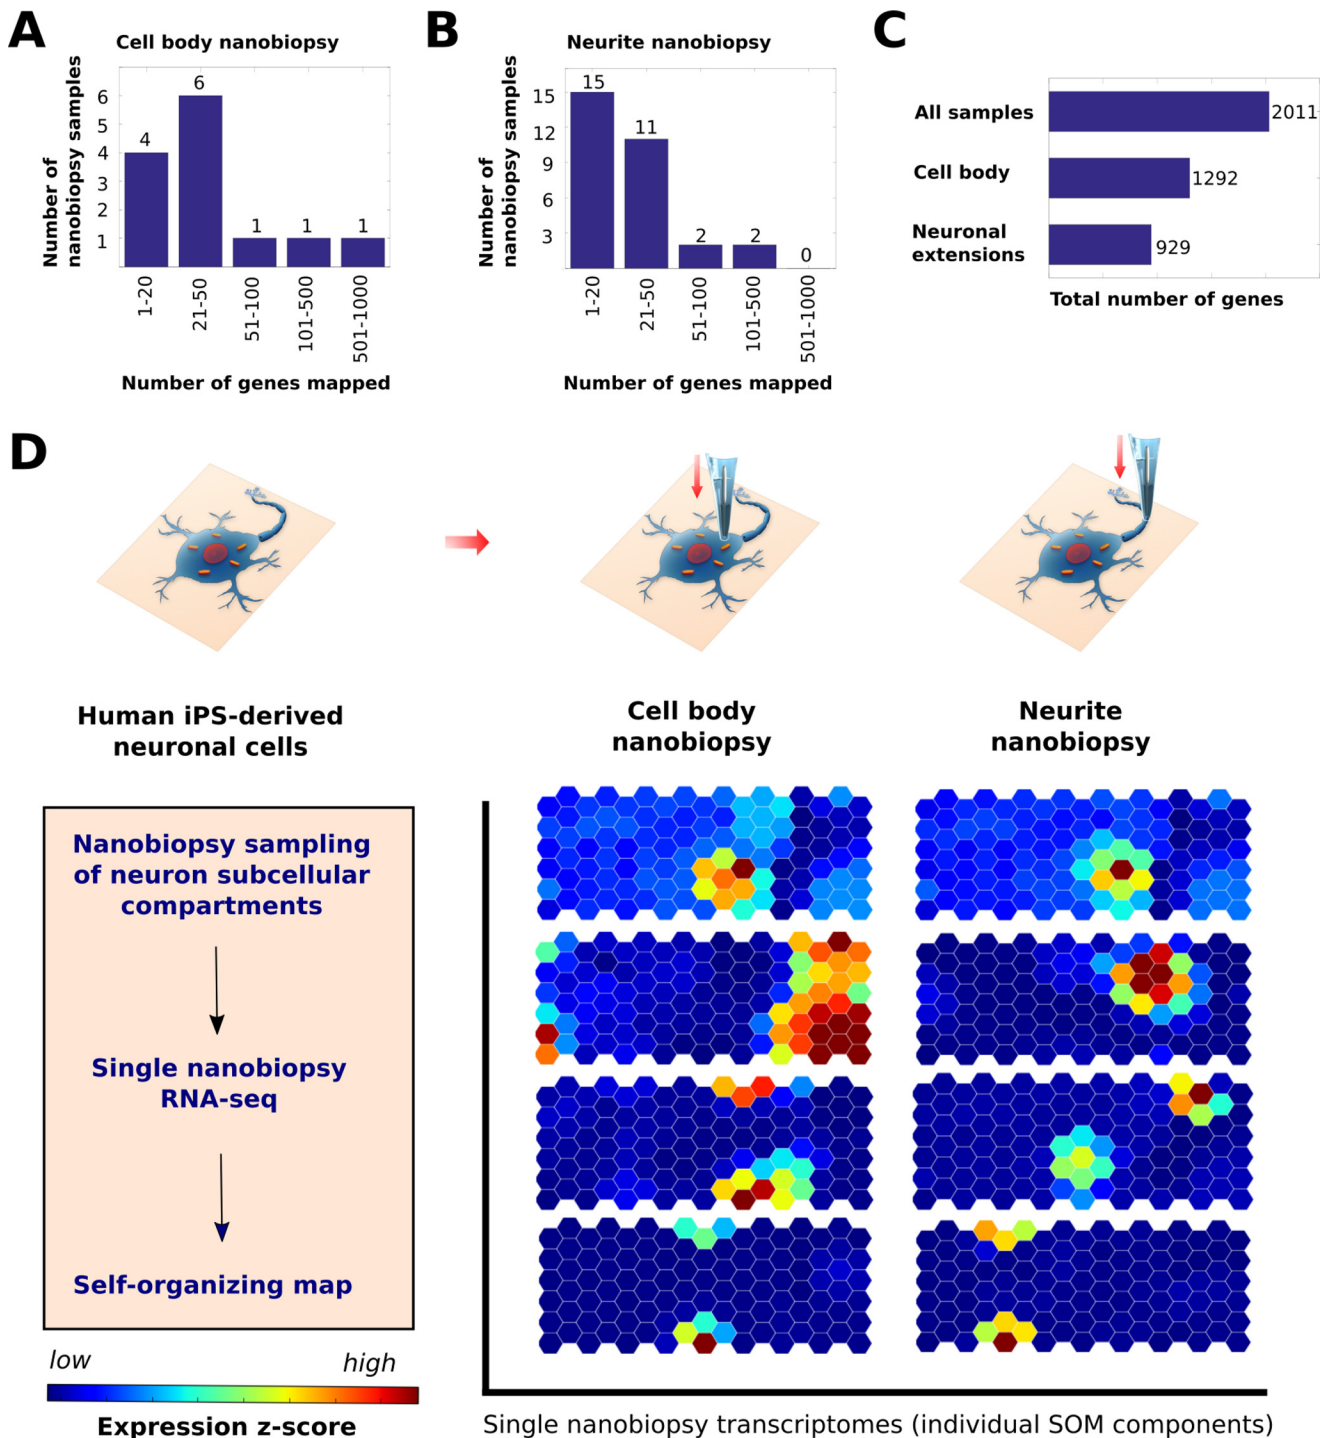 A
Cell body nanobiopsy
Number of
nanobiopsy samples
6
5
4
3
2
1
4
6
1
1
1
1-20
21-50
51-100
101-500
501-1000
Number of genes mapped
B
Neurite nanobiopsy
Number of
nanobiopsy samples
15
12
9
6
3
15
11
2
2
0
1-20
21-50
51-100
101-500
501-1000
Number of genes mapped
C
All samples
2011
Cell body
1292
Neuronal
extensions
929
Total number of genes
D
Human iPS-derived
neuronal cells
Cell body
nanobiopsy
Neurite
nanobiopsy
Nanobiopsy sampling
of neuron subcellular
compartments
Single nanobiopsy
RNA-seq
Self-organizing map
low
high
Expression z-score
Single nanobiopsy transcriptomes (individual SOM components)